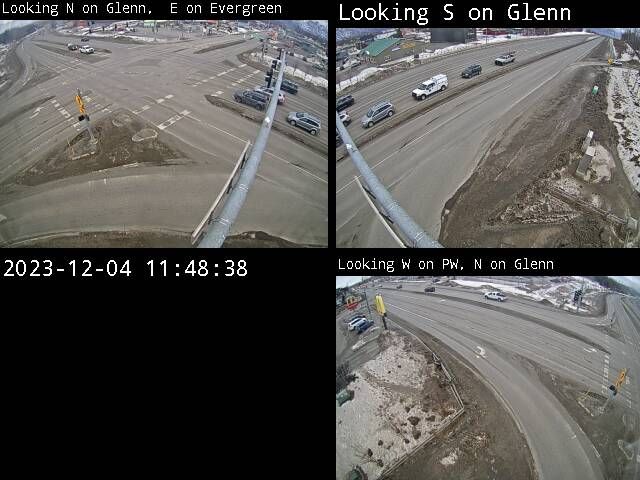 Looking N on Glenn, E on Evergreen
Looking S on Glenn
2023-12-04 11:48:38
Looking W on PW, N on Glenn